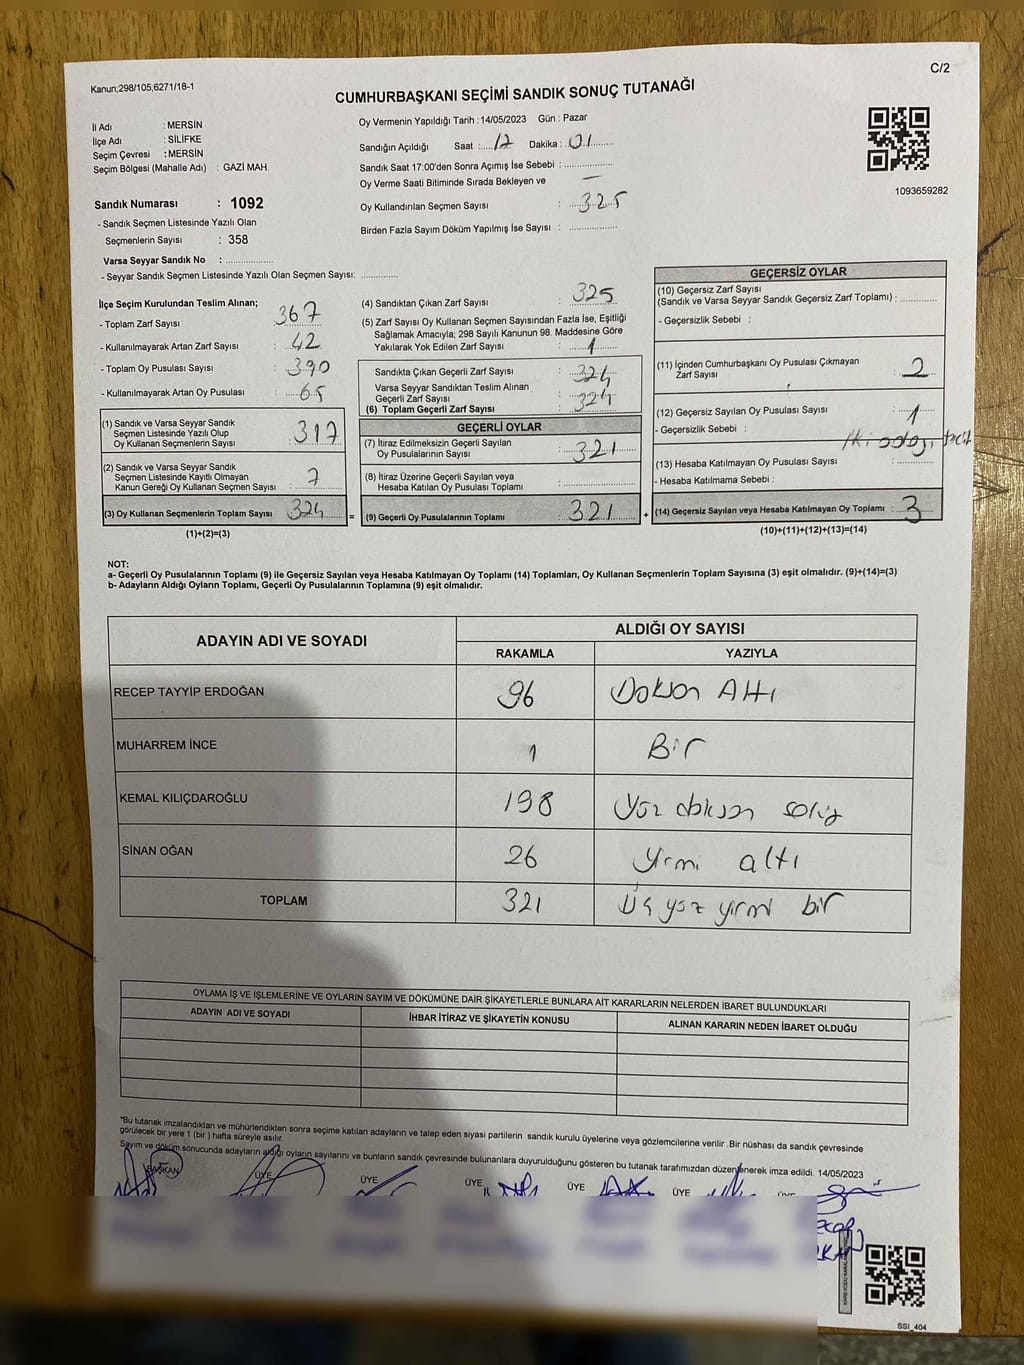 Kanun;298/105;6271/18-1
C/2
CUMHURBAŞKANI SEÇİMİ SANDIK SONUÇ TUTANAĞI
İl Adı : MERSİN
İlçe Adı : SİLİFKE
Seçim Çevresi : MERSİN
Seçim Bölgesi (Mahalle Adı) : GAZİ MAH.
Sandık Numarası : 1092
- Sandık Seçmen Listesinde Yazılı Olan
Seçmenlerin Sayısı : 358
Varsa Seyyar Sandık No : ....................
- Seyyar Sandık Seçmen Listesinde Yazılı Olan Seçmen Sayısı: ..............
Oy Vermenin Yapıldığı Tarih :14/05/2023 Gün : Pazar
Sandığın Açıldığı Saat : 17 Dakika : 01
Sandık Saat 17:00'den Sonra Açımış İse Sebebi : ..................
Oy Verme Saati Bitiminde Sırada Bekleyen ve —
Oy Kullandırılan Seçmen Sayısı : 325
Birden Fazla Sayım Döküm Yapılmış İse Sayısı : ..................
1093659282
İlçe Seçim Kurulundan Teslim Alınan;
- Toplam Zarf Sayısı : 367
- Kullanılmayarak Artan Zarf Sayısı : 42
- Toplam Oy Pusulası Sayısı : 390
- Kullanılmayarak Artan Oy Pusulası : 65
(1) Sandık ve Varsa Seyyar Sandık
Seçmen Listesinde Yazılı Olup
Oy Kullanan Seçmenlerin Sayısı : 317
(2) Sandık ve Varsa Seyyar Sandık
Seçmen Listesinde Kayıtlı Olmayan
Kanun Gereği Oy Kullanan Seçmen Sayısı : 7
(3) Oy Kullanan Seçmenlerin Toplam Sayısı : 324
(1)+(2)=(3)
(4) Sandıktan Çıkan Zarf Sayısı : 325
(5) Zarf Sayısı Oy Kullanan Seçmen Sayısından Fazla İse, Eşitliği
Sağlamak Amacıyla, 298 Sayılı Kanunun 98. Maddesine Göre
Yakılarak Yok Edilen Zarf Sayısı : 1
Sandıkta Çıkan Geçerli Zarf Sayısı : 324
Varsa Seyyar Sandıktan Teslim Alınan
Geçerli Zarf Sayısı :
(6) Toplam Geçerli Zarf Sayısı : 324
GEÇERLİ OYLAR
(7) İtiraz Edilmeksizin Geçerli Sayılan
Oy Pusulalarının Sayısı : 321
(8) İtiraz Üzerine Geçerli Sayılan veya
Hesaba Katılan Oy Pusulası Toplamı : ..................
= (9) Geçerli Oy Pusulalarının Toplamı : 321
GEÇERSİZ OYLAR
(10) Geçersiz Zarf Sayısı
(Sandık ve Varsa Seyyar Sandık Geçersiz Zarf Toplamı) : ..........
- Geçersizlik Sebebi :
(11) İçinden Cumhurbaşkanı Oy Pusulası Çıkmayan
Zarf Sayısı : 2
(12) Geçersiz Sayılan Oy Pusulası Sayısı : 1
- Geçersizlik Sebebi : İki adayı
(13) Hesaba Katılmayan Oy Pusulası Sayısı : ..........
- Hesaba Katılmama Sebebi :
+ (14) Geçersiz Sayılan veya Hesaba Katılmayan Oy Toplamı : 3
(10)+(11)+(12)+(13)=(14)
NOT:
a- Geçerli Oy Pusulalarının Toplamı (9) ile Geçersiz Sayılan veya Hesaba Katılmayan Oy Toplamı (14) Toplamları, Oy Kullanan Seçmenlerin Toplam Sayısına (3) eşit olmalıdır. (9)+(14)=(3)
b- Adayların Aldığı Oyların Toplamı, Geçerli Oy Pusulalarının Toplamına (9) eşit olmalıdır.
ADAYIN ADI VE SOYADI ALDIĞI OY SAYISI
RAKAMLA YAZIYLA
RECEP TAYYİP ERDOĞAN 96 Doksan Altı
MUHARREM İNCE 1 Bir
KEMAL KILIÇDAROĞLU 198 Yüz doksan sekiz
SİNAN OĞAN 26 Yirmi altı
TOPLAM 321 Üç yüz yirmi bir
OYLAMA İŞ VE İŞLEMLERİNE VE OYLARIN SAYIM VE DÖKÜMÜNE DAİR ŞİKAYETLERLE BUNLARA AİT KARARLARIN NELERDEN İBARET BULUNDUKLARI
ADAYIN ADI VE SOYADI İHBAR İTİRAZ VE ŞİKAYETİN KONUSU ALINAN KARARIN NEDEN İBARET OLDUĞU
*Bu tutanak imzalandıktan ve mühürlendikten sonra seçime katılan adayların ve talep eden siyasi partilerin sandık kurulu üyelerine veya gözlemcilerine verilir .Bir nüshası da sandık çevresinde
görülecek bir yere 1 (bir ) hafta süreyle asılır.
Sayım ve döküm sonucunda adayların aldığı oyların sayılarını ve bunların sandık çevresinde bulunanlara duyurulduğunu gösteren bu tutanak tarafımızdan düzenlenerek imza edildi. 14/05/2023
BAŞKAN ÜYE ÜYE ÜYE ÜYE ÜYE ÜYE
SSI_404